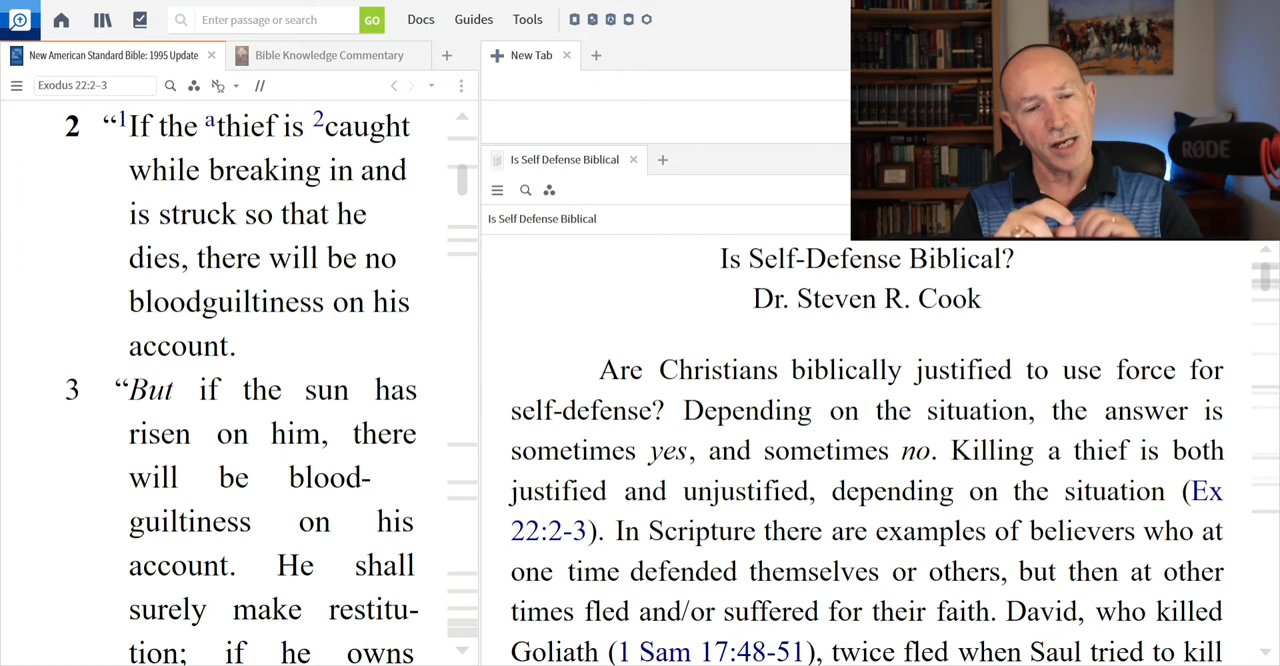 Enter passage or search
GO
Docs
Guides
Tools
New American Standard Bible: 1995 Update
Bible Knowledge Commentary
Exodus 22:2–3
2 “1If the athief is 2caught
while breaking in and
is struck so that he
dies, there will be no
bloodguiltiness on his
account.
3 “But if the sun has
risen on him, there
will be blood-
guiltiness on his
account. He shall
surely make restitu-
tion; if he owns
New Tab
Is Self Defense Biblical
Is Self Defense Biblical
RØDE
Is Self-Defense Biblical?
Dr. Steven R. Cook
Are Christians biblically justified to use force for
self-defense? Depending on the situation, the answer is
sometimes yes, and sometimes no. Killing a thief is both
justified and unjustified, depending on the situation (Ex
22:2-3). In Scripture there are examples of believers who at
one time defended themselves or others, but then at other
times fled and/or suffered for their faith. David, who killed
Goliath (1 Sam 17:48-51), twice fled when Saul tried to kill